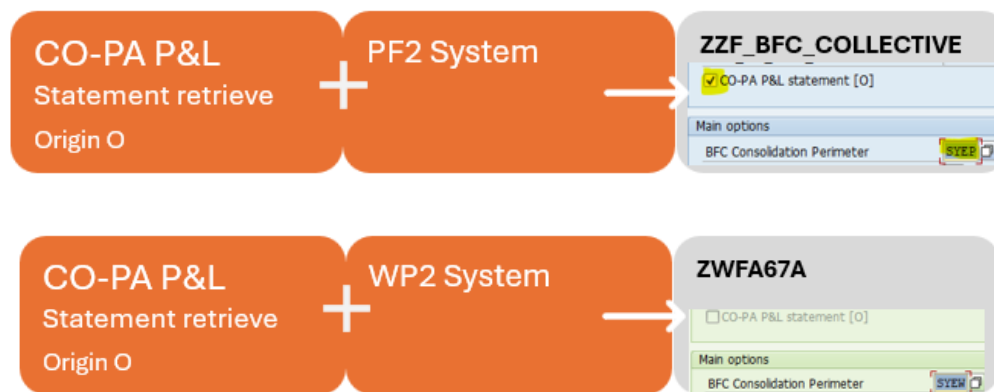 CO-PA P&L
Statement retrieve
Origin O
PF2 System
ZZF_BFC_COLLECTIVE
CO-PA P&L statement [O]
Main options
BFC Consolidation Perimeter SYEP
CO-PA P&L
Statement retrieve
Origin O
WP2 System
ZWFA67A
CO-PA P&L statement [O]
Main options
BFC Consolidation Perimeter SYEW